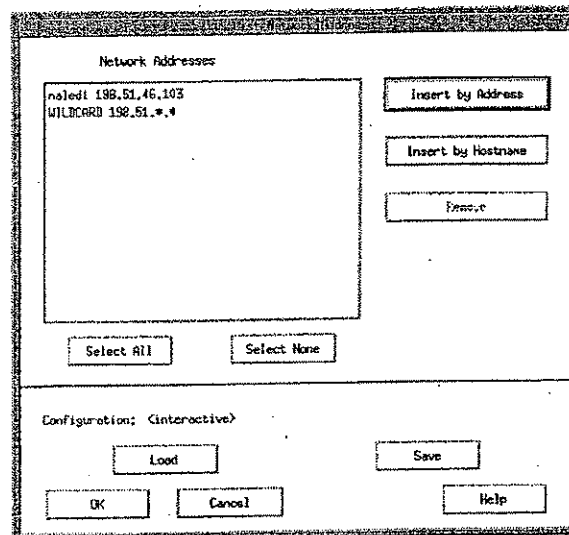 Network Addresses
naledi 198.51.46.103
WILDCARD 198.51.*.*
Insert by Address
Insert by Hostname
Remove
Select All
Select None
Configuration: <interactive>
Load
Save
OK
Cancel
Help